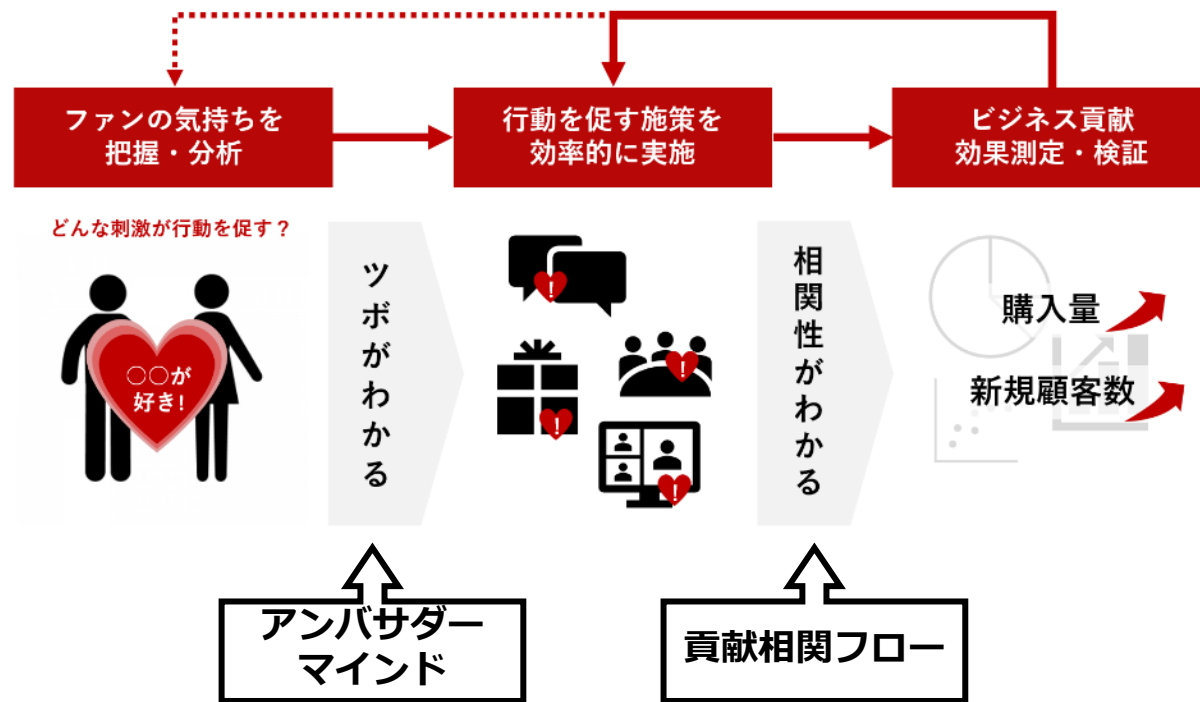 ファンの気持ちを
把握・分析
行動を促す施策を
効率的に実施
ビジネス貢献
効果測定・検証
どんな刺激が行動を促す？
○○が
好き!
ツボがわかる
!
!
!
!
相関性がわかる
購入量
新規顧客数
アンバサダー
マインド
貢献相関フロー